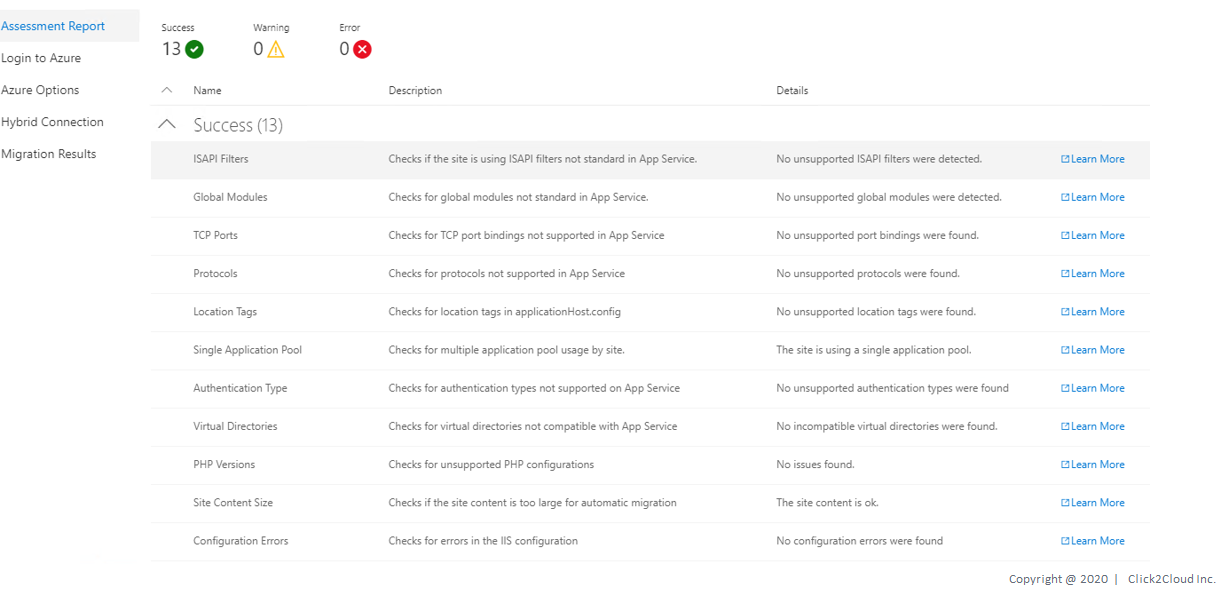 Assessment Report
Login to Azure
Azure Options
Hybrid Connection
Migration Results
Success Warning Error
13 0 0
Name Description Details
Success (13)
ISAPI Filters Checks if the site is using ISAPI filters not standard in App Service. No unsupported ISAPI filters were detected. Learn More
Global Modules Checks for global modules not standard in App Service. No unsupported global modules were detected. Learn More
TCP Ports Checks for TCP port bindings not supported in App Service No unsupported port bindings were found. Learn More
Protocols Checks for protocols not supported in App Service No unsupported protocols were found. Learn More
Location Tags Checks for location tags in applicationHost.config No unsupported location tags were found. Learn More
Single Application Pool Checks for multiple application pool usage by site. The site is using a single application pool. Learn More
Authentication Type Checks for authentication types not supported on App Service No unsupported authentication types were found Learn More
Virtual Directories Checks for virtual directories not compatible with App Service No incompatible virtual directories were found. Learn More
PHP Versions Checks for unsupported PHP configurations No issues found. Learn More
Site Content Size Checks if the site content is too large for automatic migration The site content is ok. Learn More
Configuration Errors Checks for errors in the IIS configuration No configuration errors were found Learn More
Copyright @ 2020 | Click2Cloud Inc.